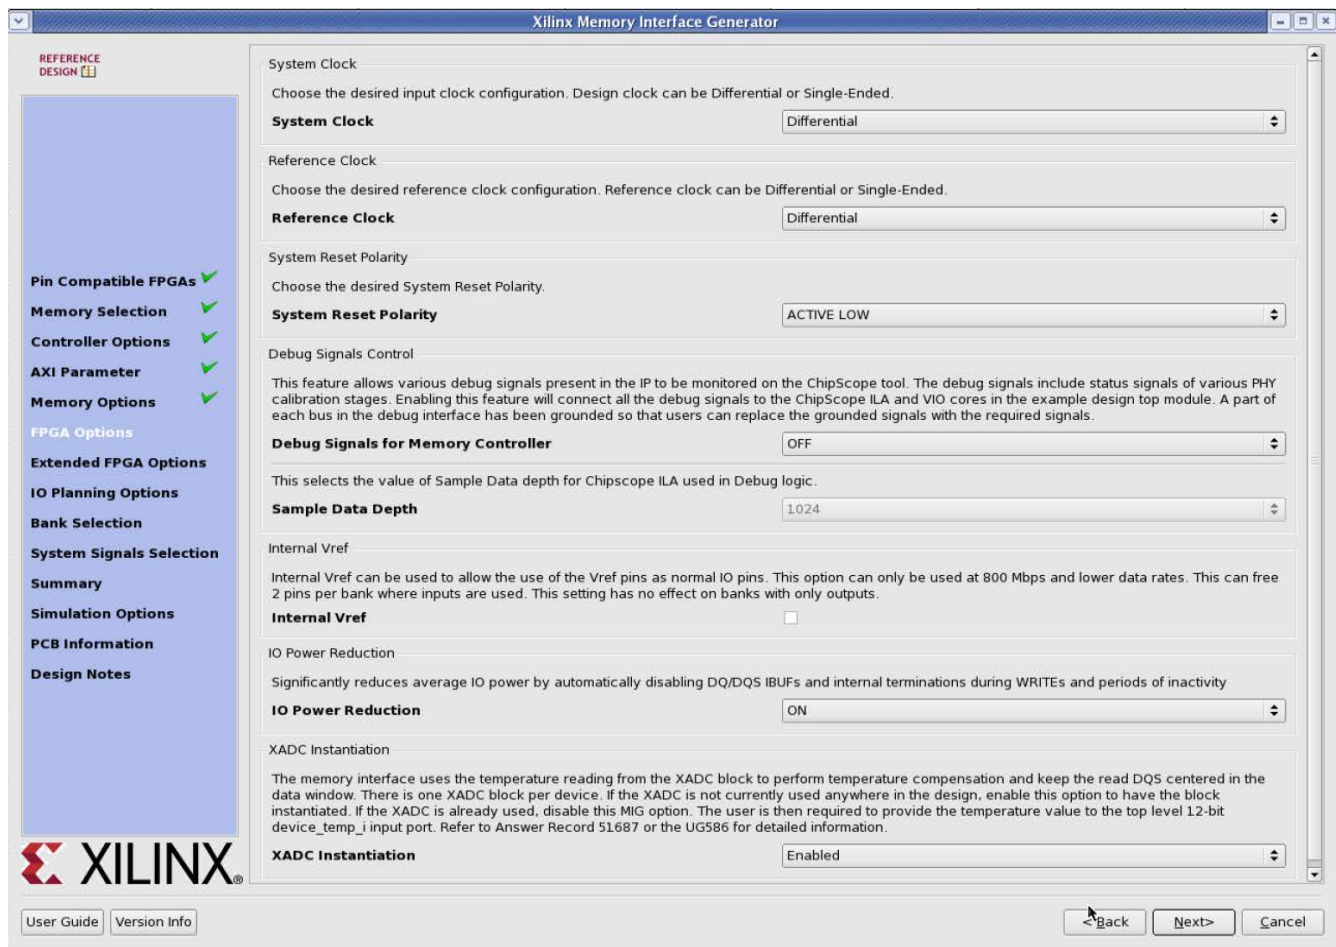 Xilinx Memory Interface Generator
REFERENCE
DESIGN
Pin Compatible FPGAs
Memory Selection
Controller Options
AXI Parameter
Memory Options
FPGA Options
Extended FPGA Options
IO Planning Options
Bank Selection
System Signals Selection
Summary
Simulation Options
PCB Information
Design Notes
XILINX®
System Clock
Choose the desired input clock configuration. Design clock can be Differential or Single-Ended.
System Clock Differential
Reference Clock
Choose the desired reference clock configuration. Reference clock can be Differential or Single-Ended.
Reference Clock Differential
System Reset Polarity
Choose the desired System Reset Polarity.
System Reset Polarity ACTIVE LOW
Debug Signals Control
This feature allows various debug signals present in the IP to be monitored on the ChipScope tool. The debug signals include status signals of various PHY
calibration stages. Enabling this feature will connect all the debug signals to the ChipScope ILA and VIO cores in the example design top module. A part of
each bus in the debug interface has been grounded so that users can replace the grounded signals with the required signals.
Debug Signals for Memory Controller OFF
This selects the value of Sample Data depth for Chipscope ILA used in Debug logic.
Sample Data Depth 1024
Internal Vref
Internal Vref can be used to allow the use of the Vref pins as normal IO pins. This option can only be used at 800 Mbps and lower data rates. This can free
2 pins per bank where inputs are used. This setting has no effect on banks with only outputs.
Internal Vref
IO Power Reduction
Significantly reduces average IO power by automatically disabling DQ/DQS IBUFs and internal terminations during WRITEs and periods of inactivity
IO Power Reduction ON
XADC Instantiation
The memory interface uses the temperature reading from the XADC block to perform temperature compensation and keep the read DQS centered in the
data window. There is one XADC block per device. If the XADC is not currently used anywhere in the design, enable this option to have the block
instantiated. If the XADC is already used, disable this MIG option. The user is then required to provide the temperature value to the top level 12-bit
device_temp_i input port. Refer to Answer Record 51687 or the UG586 for detailed information.
XADC Instantiation Enabled
User Guide Version Info <Back Next> Cancel